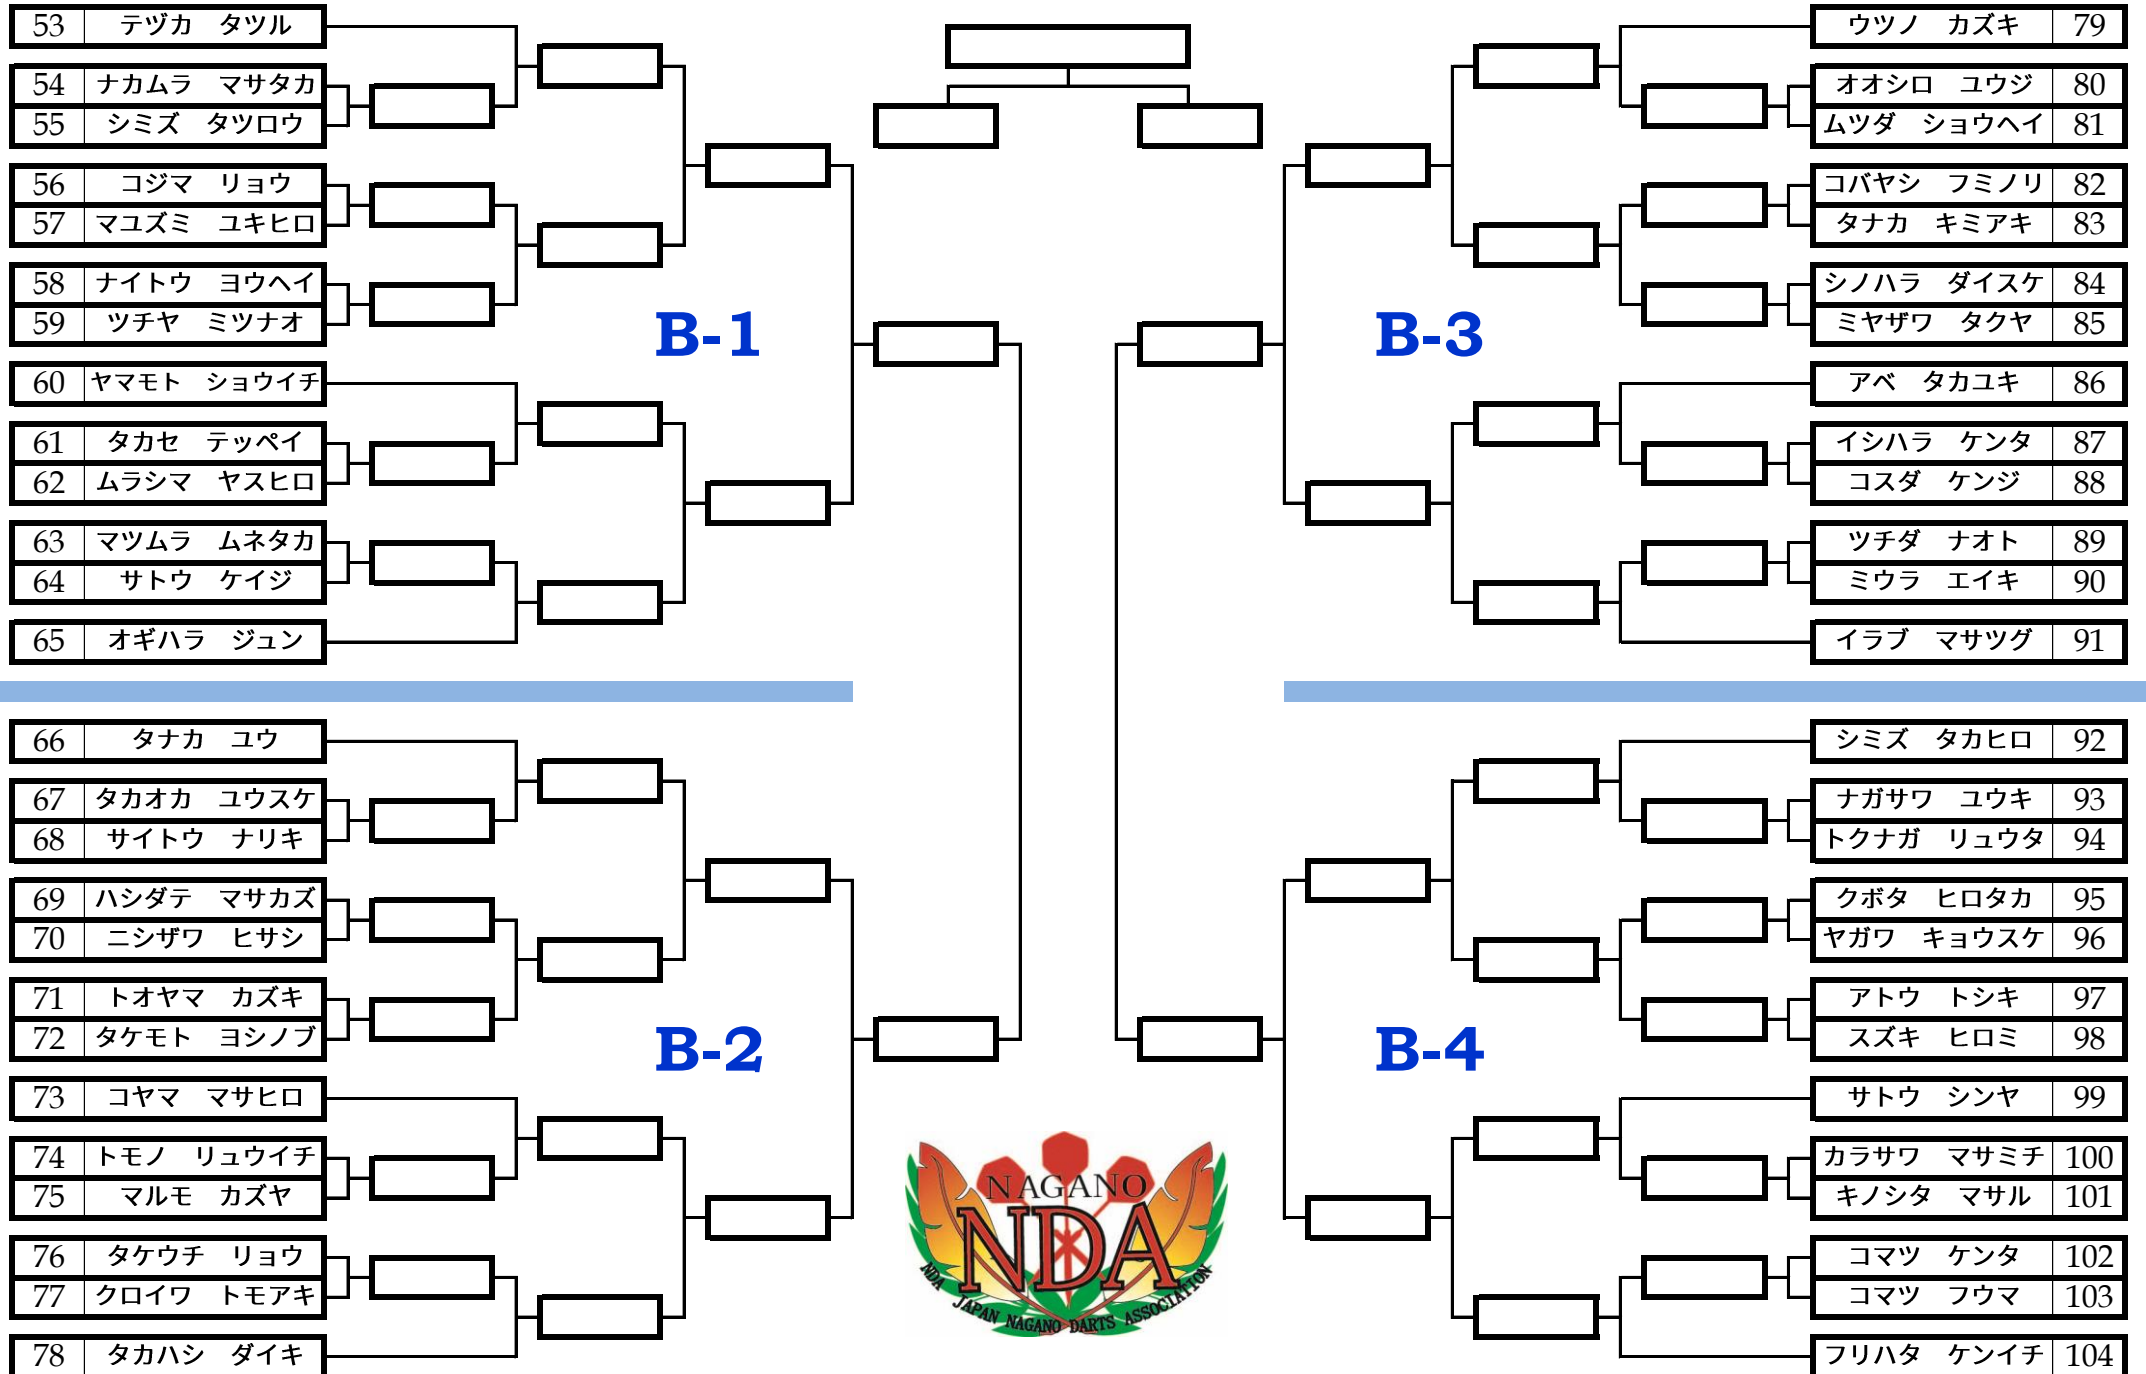 53 テヅカ　タツル
54 ナカムラ　マサタカ
55 シミズ　タツロウ
56 コジマ　リョウ
57 マユズミ　ユキヒロ
58 ナイトウ　ヨウヘイ
59 ツチヤ　ミツナオ
60 ヤマモト　ショウイチ
61 タカセ　テッペイ
62 ムラシマ　ヤスヒロ
63 マツムラ　ムネタカ
64 サトウ　ケイジ
65 オギハラ　ジュン
B-1
66 タナカ　ユウ
67 タカオカ　ユウスケ
68 サイトウ　ナリキ
69 ハシダテ　マサカズ
70 ニシザワ　ヒサシ
71 トオヤマ　カズキ
72 タケモト　ヨシノブ
73 コヤマ　マサヒロ
74 トモノ　リュウイチ
75 マルモ　カズヤ
76 タケウチ　リョウ
77 クロイワ　トモアキ
78 タカハシ　ダイキ
B-2
ウツノ　カズキ 79
オオシロ　ユウジ 80
ムツダ　ショウヘイ 81
コバヤシ　フミノリ 82
タナカ　キミアキ 83
シノハラ　ダイスケ 84
ミヤザワ　タクヤ 85
アベ　タカユキ 86
イシハラ　ケンタ 87
コスダ　ケンジ 88
ツチダ　ナオト 89
ミウラ　エイキ 90
イラブ　マサツグ 91
B-3
シミズ　タカヒロ 92
ナガサワ　ユウキ 93
トクナガ　リュウタ 94
クボタ　ヒロタカ 95
ヤガワ　キョウスケ 96
アトウ　トシキ 97
スズキ　ヒロミ 98
サトウ　シンヤ 99
カラサワ　マサミチ 100
キノシタ　マサル 101
コマツ　ケンタ 102
コマツ　フウマ 103
フリハタ　ケンイチ 104
B-4
NAGANO
NDA
NDA JAPAN NAGANO DARTS ASSOCIATION